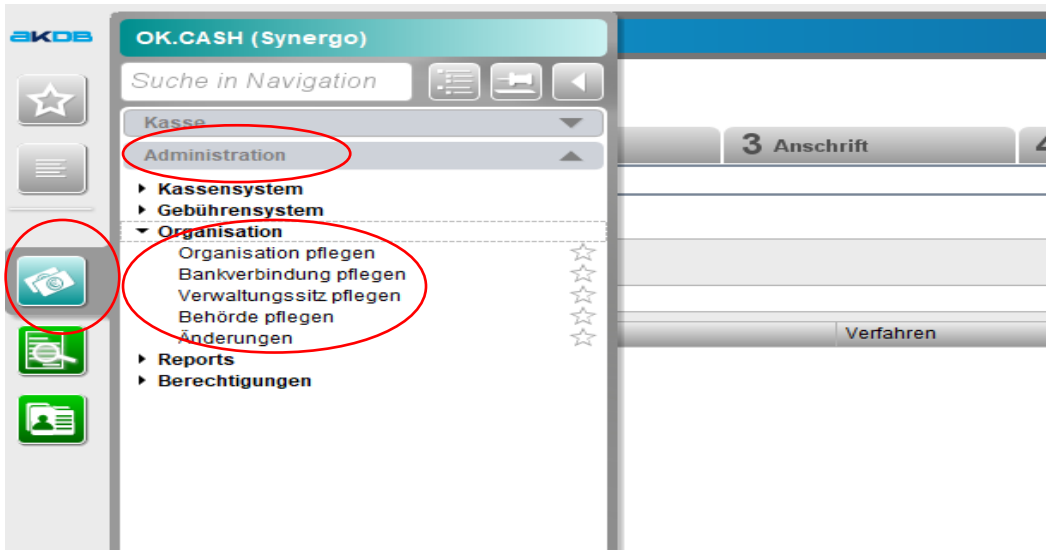 aKDB
OK.CASH (Synergo)
Suche in Navigation
Kasse
Administration
Kassensystem
Gebührensystem
Organisation
Organisation pflegen
Bankverbindung pflegen
Verwaltungssitz pflegen
Behörde pflegen
Änderungen
Reports
Berechtigungen
3 Anschrift
4
Verfahren